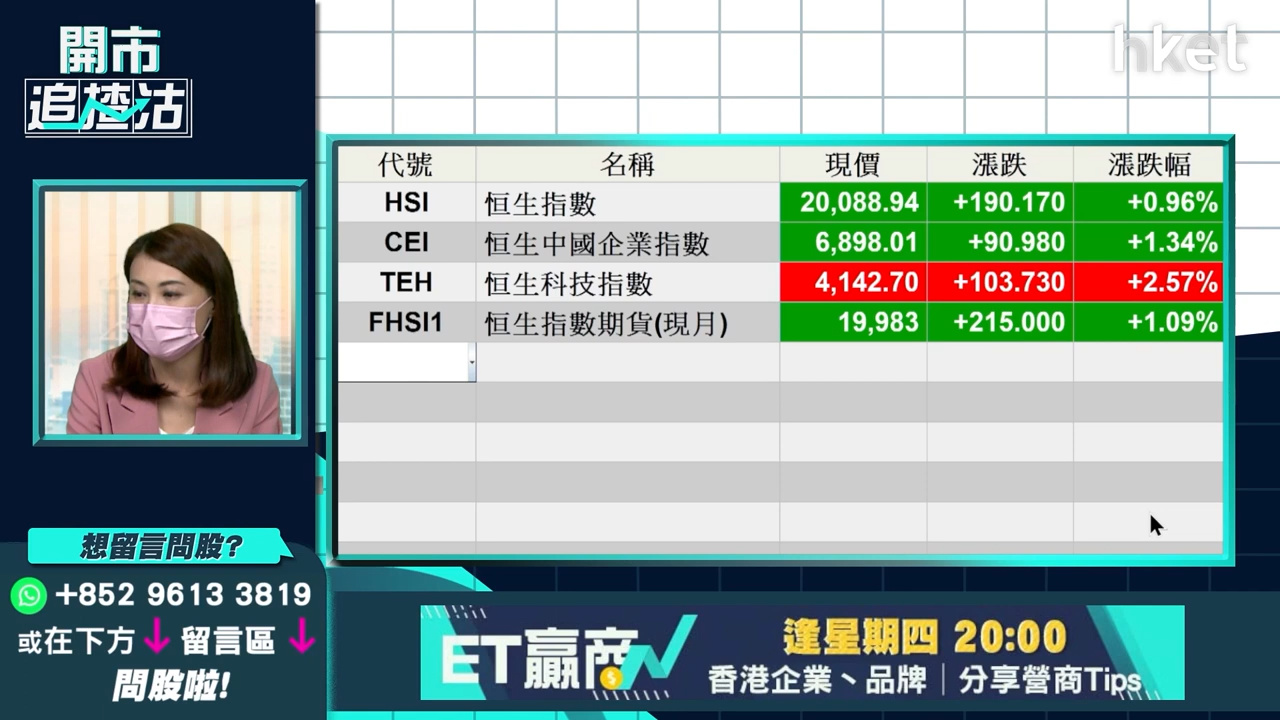 hket
開市
追揸沽
代號 名稱 現價 漲跌 漲跌幅
HSI 恒生指數 20,088.94 +190.170 +0.96%
CEI 恒生中國企業指數 6,898.01 +90.980 +1.34%
TEH 恒生科技指數 4,142.70 +103.730 +2.57%
FHSI1 恒生指數期貨(現月) 19,983 +215.000 +1.09%
想留言問股?
+852 9613 3819
或在下方 留言區
問股啦!
ET贏商
逢星期四 20:00
香港企業、品牌｜分享營商Tips